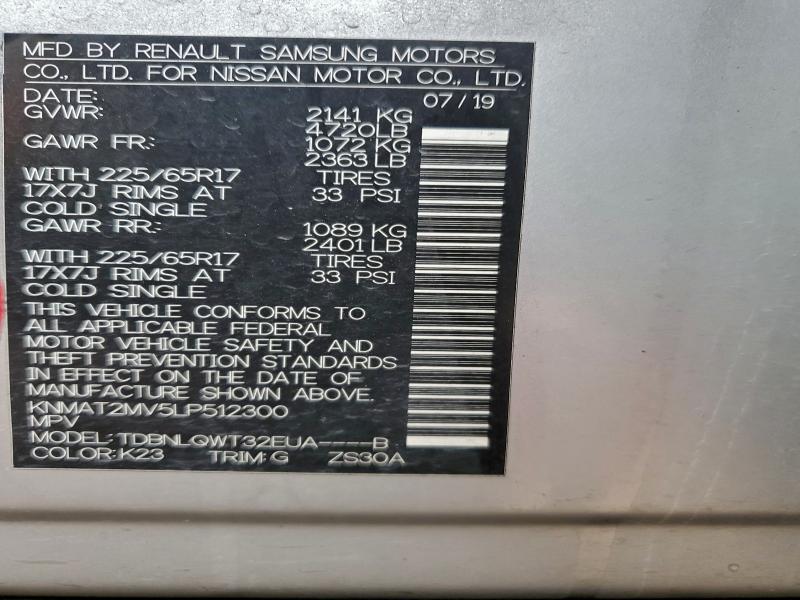 MFD BY RENAULT SAMSUNG MOTORS
CO., LTD. FOR NISSAN MOTOR CO., LTD.
DATE: 07/19
GVWR: 2141 KG
4720LB
GAWR FR: 1072 KG
2363LB
WITH 225/65R17 TIRES
17X7J RIMS AT 33 PSI
COLD SINGLE
GAWR RR: 1089 KG
2401LB
WITH 225/65R17 TIRES
17X7J RIMS AT 33 PSI
COLD SINGLE
THIS VEHICLE CONFORMS TO
ALL APPLICABLE FEDERAL
MOTOR VEHICLE SAFETY AND
THEFT PREVENTION STANDARDS
IN EFFECT ON THE DATE OF
MANUFACTURE SHOWN ABOVE.
KNMAT2MV5LP512300
MPV
MODEL: TDBNLQWT32EUA----B
COLOR:K23 TRIM:G ZS30A